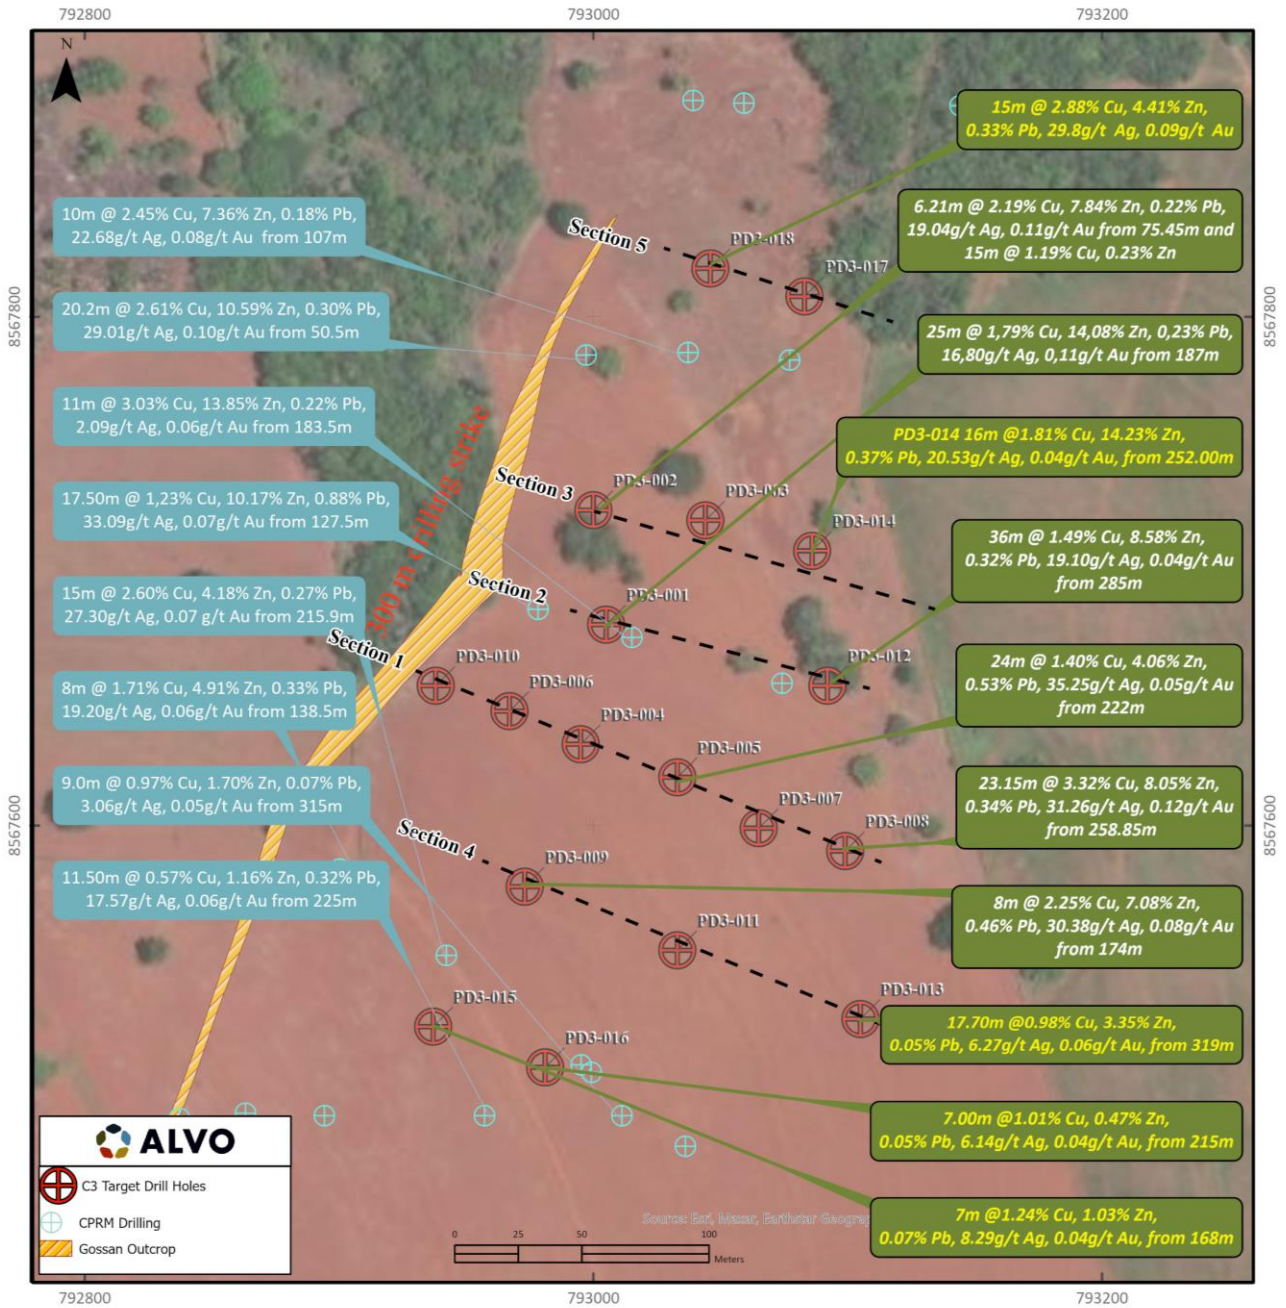 792800
793000
793200
N
15m @ 2.88% Cu, 4.41% Zn,
0.33% Pb, 29.8g/t Ag, 0.09g/t Au
10m @ 2.45% Cu, 7.36% Zn, 0.18% Pb,
22.68g/t Ag, 0.08g/t Au from 107m
6.21m @ 2.19% Cu, 7.84% Zn, 0.22% Pb,
19.04g/t Ag, 0.11g/t Au from 75.45m and
15m @ 1.19% Cu, 0.23% Zn
Section 5
PD3-018
PD3-017
8567800
8567800
20.2m @ 2.61% Cu, 10.59% Zn, 0.30% Pb,
29.01g/t Ag, 0.10g/t Au from 50.5m
25m @ 1,79% Cu, 14,08% Zn, 0,23% Pb,
16,80g/t Ag, 0,11g/t Au from 187m
11m @ 3.03% Cu, 13.85% Zn, 0.22% Pb,
2.09g/t Ag, 0.06g/t Au from 183.5m
300 m drilling strike
PD3-014 16m @1.81% Cu, 14.23% Zn,
0.37% Pb, 20.53g/t Ag, 0.04g/t Au, from 252.00m
Section 3
PD3-002
PD3-003
PD3-014
17.50m @ 1,23% Cu, 10.17% Zn, 0.88% Pb,
33.09g/t Ag, 0.07g/t Au from 127.5m
36m @ 1.49% Cu, 8.58% Zn,
0.32% Pb, 19.10g/t Ag, 0.04g/t Au
from 285m
Section 2
PD3-001
PD3-012
15m @ 2.60% Cu, 4.18% Zn, 0.27% Pb,
27.30g/t Ag, 0.07 g/t Au from 215.9m
Section 1
PD3-010
PD3-006
PD3-004
PD3-005
PD3-007
PD3-008
24m @ 1.40% Cu, 4.06% Zn,
0.53% Pb, 35.25g/t Ag, 0.05g/t Au
from 222m
8m @ 1.71% Cu, 4.91% Zn, 0.33% Pb,
19.20g/t Ag, 0.06g/t Au from 138.5m
9.0m @ 0.97% Cu, 1.70% Zn, 0.07% Pb,
3.06g/t Ag, 0.05g/t Au from 315m
23.15m @ 3.32% Cu, 8.05% Zn,
0.34% Pb, 31.26g/t Ag, 0.12g/t Au
from 258.85m
8567600
8567600
Section 4
PD3-009
PD3-011
PD3-013
11.50m @ 0.57% Cu, 1.16% Zn, 0.32% Pb,
17.57g/t Ag, 0.06g/t Au from 225m
8m @ 2.25% Cu, 7.08% Zn,
0.46% Pb, 30.38g/t Ag, 0.08g/t Au
from 174m
PD3-015
PD3-016
17.70m @0.98% Cu, 3.35% Zn,
0.05% Pb, 6.27g/t Ag, 0.06g/t Au, from 319m
7.00m @1.01% Cu, 0.47% Zn,
0.05% Pb, 6.14g/t Ag, 0.04g/t Au, from 215m
7m @1.24% Cu, 1.03% Zn,
0.07% Pb, 8.29g/t Ag, 0.04g/t Au, from 168m
ALVO
C3 Target Drill Holes
CPRM Drilling
Gossan Outcrop
Source: Esri, Maxar, Earthstar
0
25
50
100
Meters
792800
793000
793200